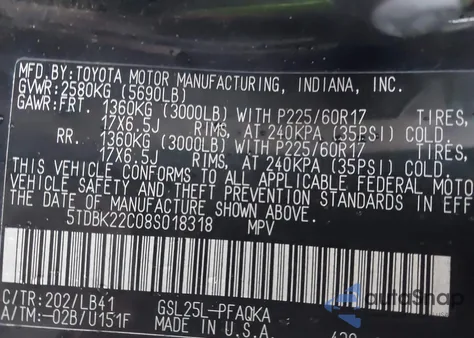 MFD.BY:TOYOTA MOTOR MANUFACTURING, INDIANA, INC.
GVWR: 2580KG (5690LB)
GAWR: FRT. 1360KG (3000LB) WITH P225/60R17 TIRES,
17X6.5J RIMS, AT 240KPA (35PSI) COLD.
RR. 1360KG (3000LB) WITH P225/60R17 TIRES,
17X6.5J RIMS, AT 240KPA (35PSI) COLD.
THIS VEHICLE CONFORMS TO ALL APPLICABLE FEDERAL MOTOR
VEHICLE SAFETY AND THEFT PREVENTION STANDARDS IN EFF
THE DATE OF MANUFACTURE SHOWN ABOVE.
5TDBK22C08S018318 MPV
C/TR:202/LB41 GSL25L-PFAQKA
A/TM:-02B/U151F MADE IN U.S.A.
autoSnap